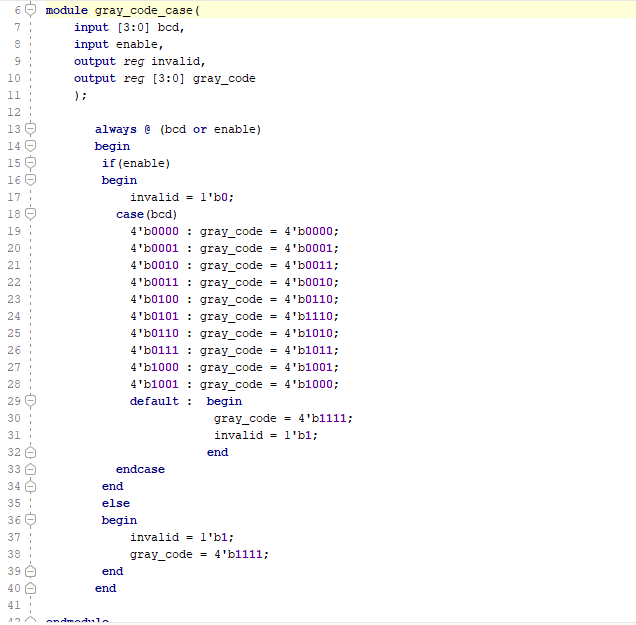 6 module gray_code_case(
7 input [3:0] bcd,
8 input enable,
9 output reg invalid,
10 output reg [3:0] gray_code
11 );
12
13 always @ (bcd or enable)
14 begin
15 if(enable)
16 begin
17 invalid = 1'b0;
18 case(bcd)
19 4'b0000 : gray_code = 4'b0000;
20 4'b0001 : gray_code = 4'b0001;
21 4'b0010 : gray_code = 4'b0011;
22 4'b0011 : gray_code = 4'b0010;
23 4'b0100 : gray_code = 4'b0110;
24 4'b0101 : gray_code = 4'b1110;
25 4'b0110 : gray_code = 4'b1010;
26 4'b0111 : gray_code = 4'b1011;
27 4'b1000 : gray_code = 4'b1001;
28 4'b1001 : gray_code = 4'b1000;
29 default : begin
30 gray_code = 4'b1111;
31 invalid = 1'b1;
32 end
33 endcase
34 end
35 else
36 begin
37 invalid = 1'b1;
38 gray_code = 4'b1111;
39 end
40 end
41
42 endmodule